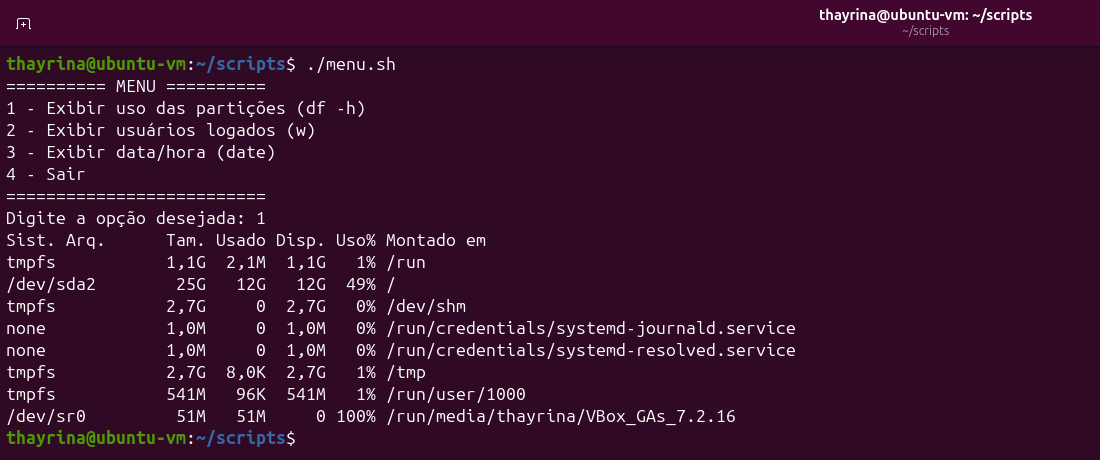 thayrina@ubuntu-vm: ~/scripts
~/scripts
thayrina@ubuntu-vm:~/scripts$ ./menu.sh
========== MENU ==========
1 - Exibir uso das partições (df -h)
2 - Exibir usuários logados (w)
3 - Exibir data/hora (date)
4 - Sair
==========================
Digite a opção desejada: 1
Sist. Arq.      Tam. Usado Disp. Uso% Montado em
tmpfs           1,1G  2,1M  1,1G   1% /run
/dev/sda2        25G   12G   12G  49% /
tmpfs           2,7G     0  2,7G   0% /dev/shm
none            1,0M     0  1,0M   0% /run/credentials/systemd-journald.service
none            1,0M     0  1,0M   0% /run/credentials/systemd-resolved.service
tmpfs           2,7G  8,0K  2,7G   1% /tmp
tmpfs           541M   96K  541M   1% /run/user/1000
/dev/sr0         51M   51M     0 100% /run/media/thayrina/VBox_GAs_7.2.16
thayrina@ubuntu-vm:~/scripts$